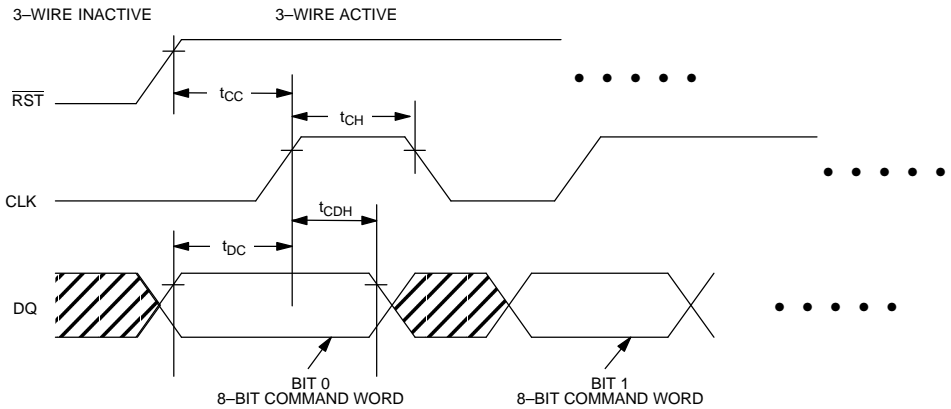 3–WIRE INACTIVE
3–WIRE ACTIVE
RST
tCC
tCH
CLK
tCDH
tDC
DQ
BIT 0
8–BIT COMMAND WORD
BIT 1
8–BIT COMMAND WORD